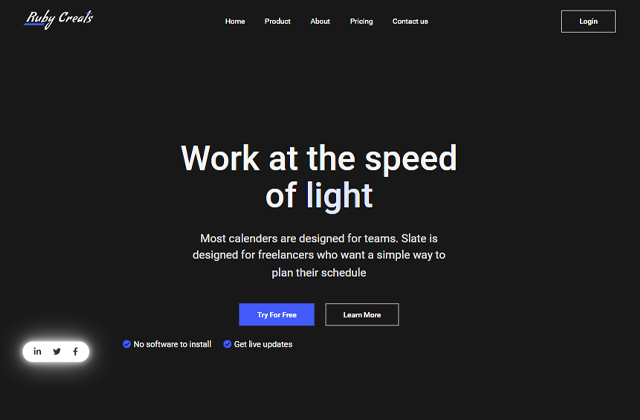 Ruby Creals
Home Product About Pricing Contact us
Login
Work at the speed
of light
Most calenders are designed for teams. Slate is
designed for freelancers who want a simple way to
plan their schedule
Try For Free Learn More
No software to install Get live updates